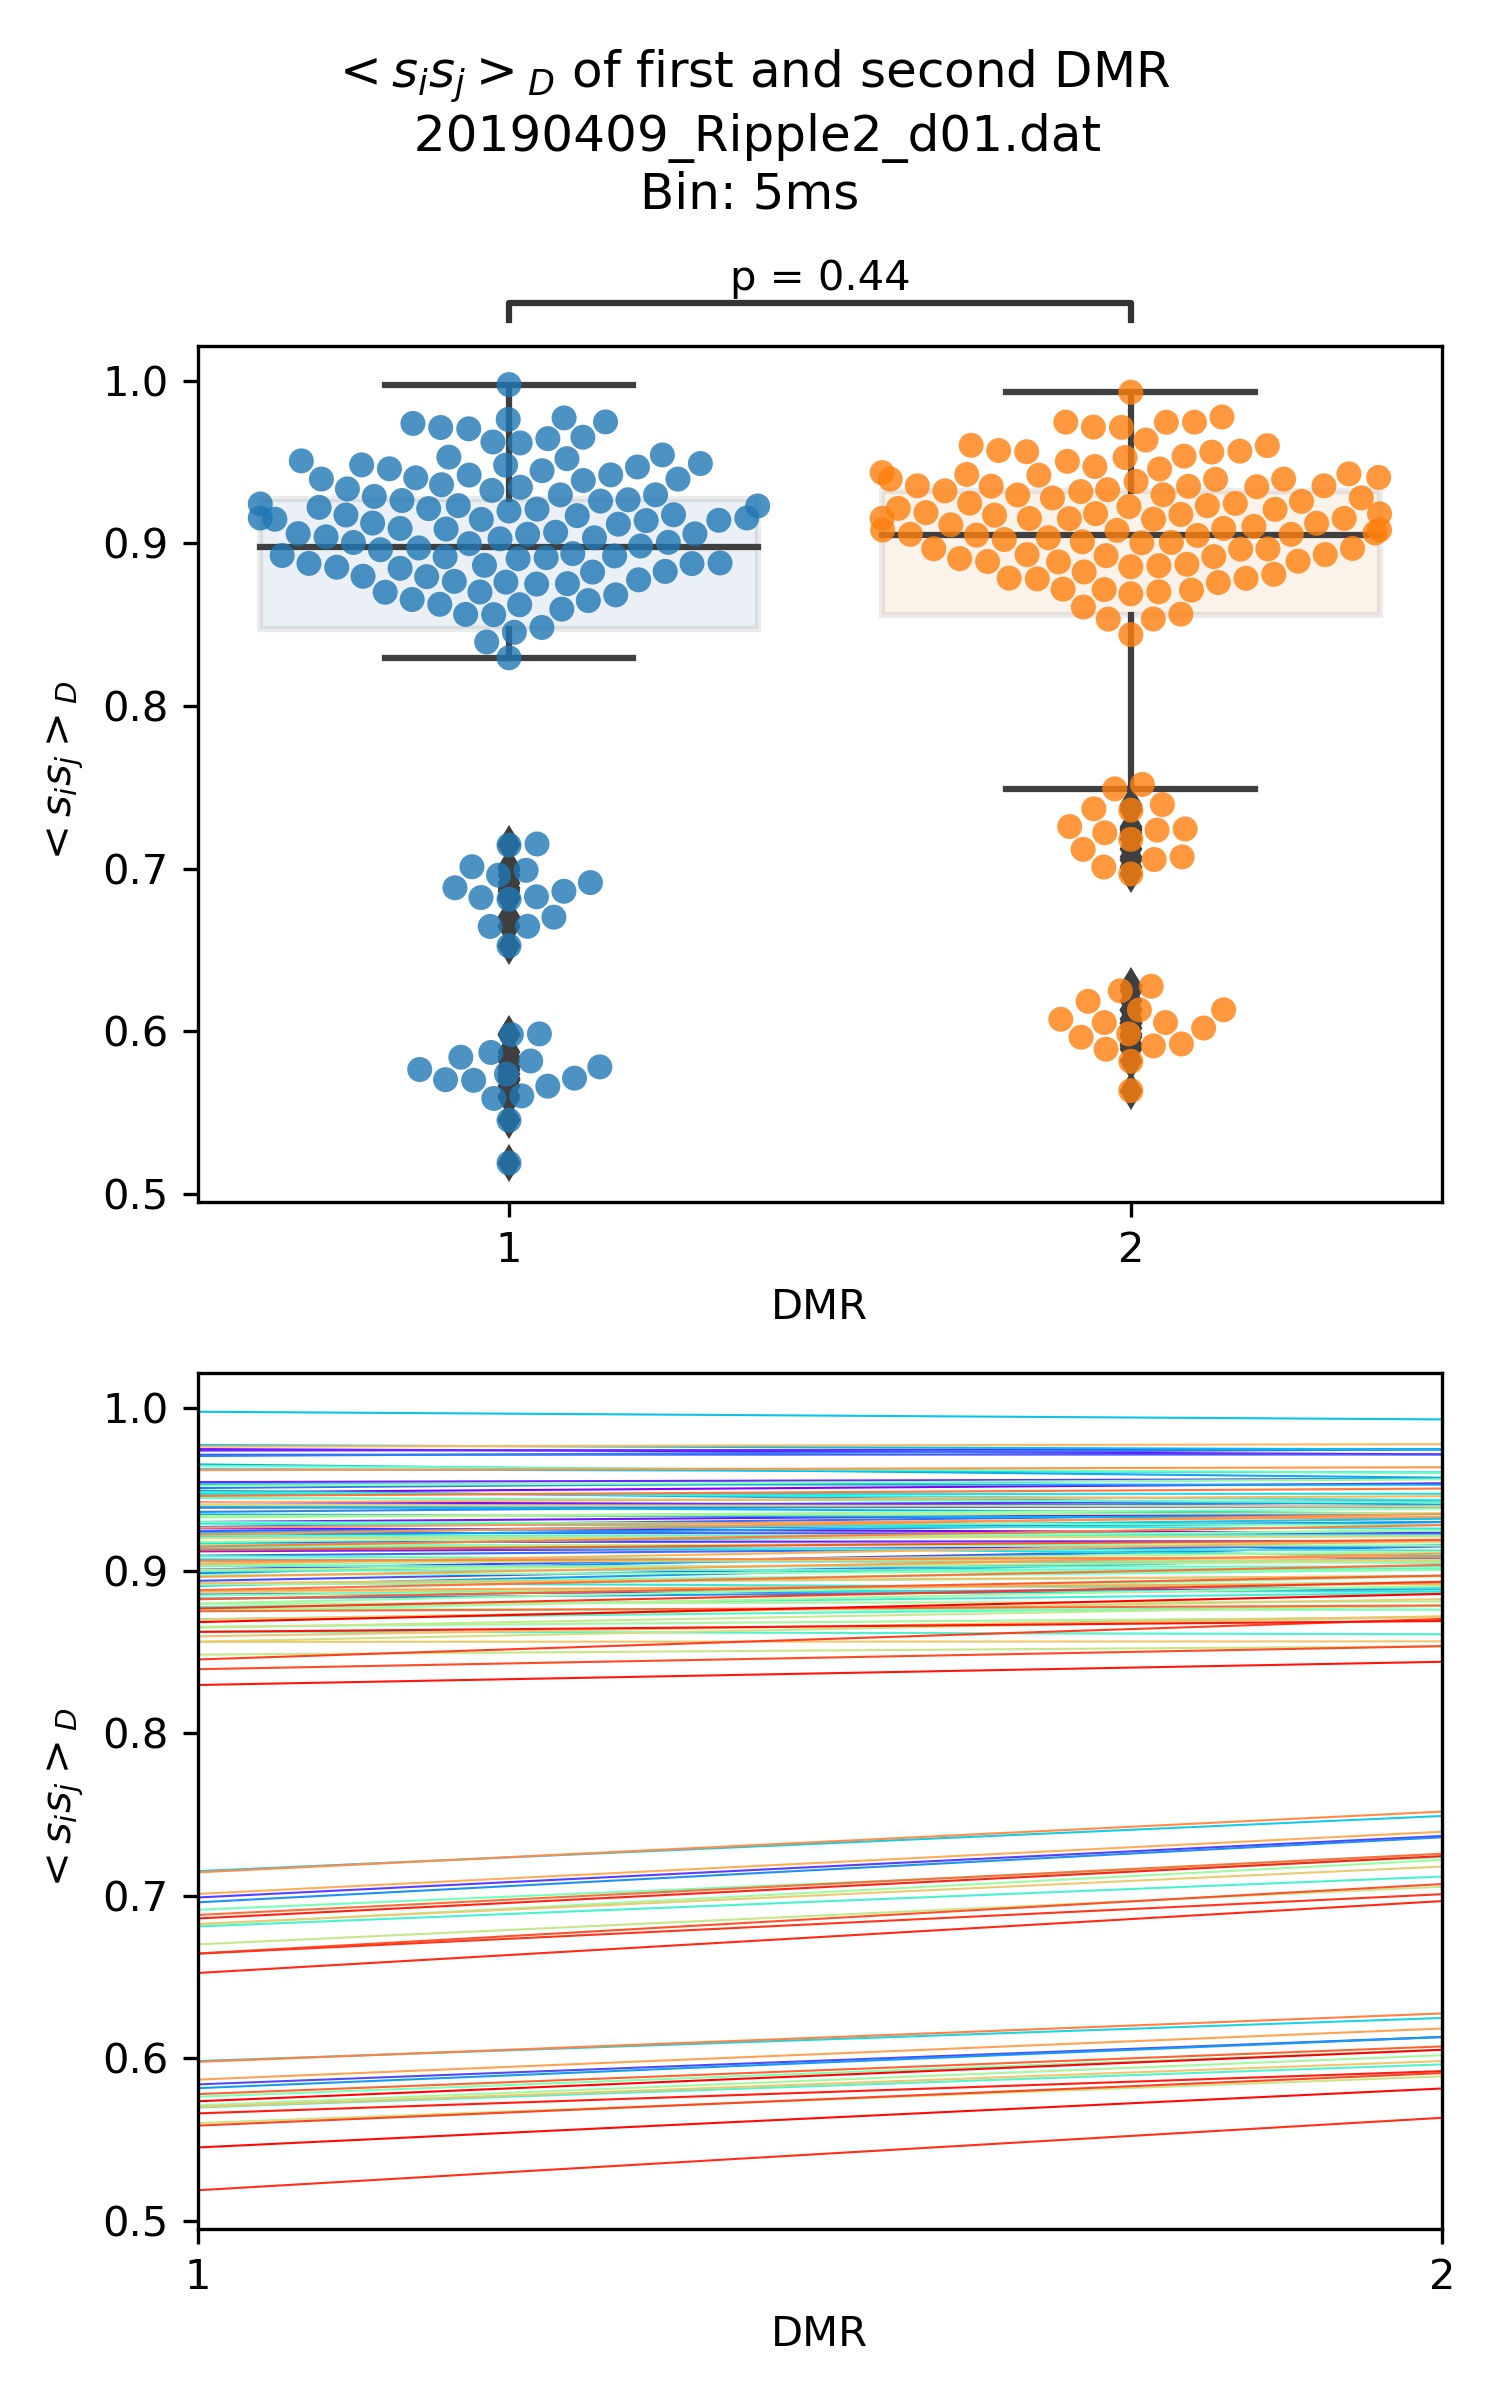 < s_i s_j >_D of first and second DMR
20190409_Ripple2_d01.dat
Bin: 5ms
p = 0.44
1.0
0.9
0.8
0.7
0.6
0.5
< s_i s_j >_D
1 2
DMR
1.0
0.9
0.8
0.7
0.6
0.5
< s_i s_j >_D
1 2
DMR